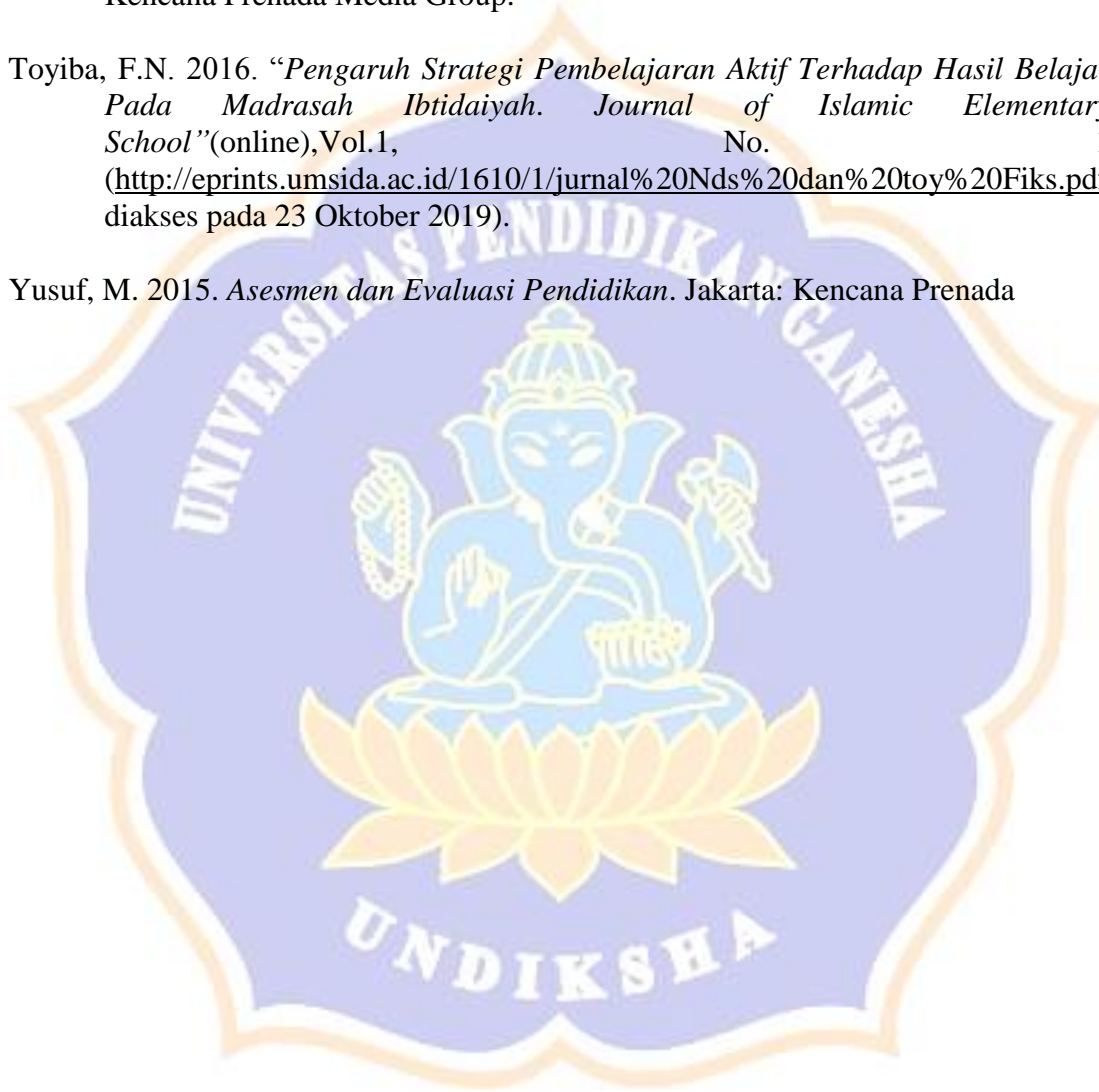 Kencana Prenada Media Group.
Toyiba, F.N. 2016. “Pengaruh Strategi Pembelajaran Aktif Terhadap Hasil Belaja
Pada Madrasah Ibtidaiyah. Journal of Islamic Elementary
School”(online),Vol.1, No.
(http://eprints.umsida.ac.id/1610/1/jurnal%20Nds%20dan%20toy%20Fiks.pdf
diakses pada 23 Oktober 2019).
Yusuf, M. 2015. Asesmen dan Evaluasi Pendidikan. Jakarta: Kencana Prenada
UNIVERSITAS PENDIDIKAN GANESHA
UNDIKSHA